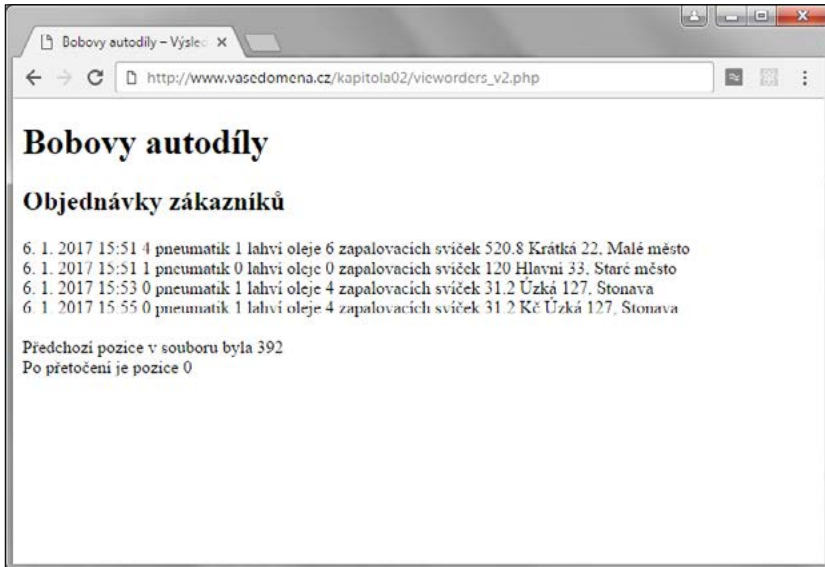 Bobovy autodíly – Výsle
http://www.vasedomena.cz/kapitola02/vieworders_v2.php
Bobovy autodíly
Objednávky zákazníků
6. 1. 2017 15:51 4 pneumatik 1 lahví oleje 6 zapalovacích svíček 520.8 Krátká 22, Malé město
6. 1. 2017 15:51 1 pneumatik 0 lahví oleje 0 zapalovacích svíček 120 Hlavní 33, Staré město
6. 1. 2017 15:53 0 pneumatik 1 lahví oleje 4 zapalovacích svíček 31.2 Úzká 127, Stonava
6. 1. 2017 15:55 0 pneumatik 1 lahví oleje 4 zapalovacích svíček 31.2 Kč Úzká 127, Stonava
Předchozí pozice v souboru byla 392
Po přetočení je pozice 0